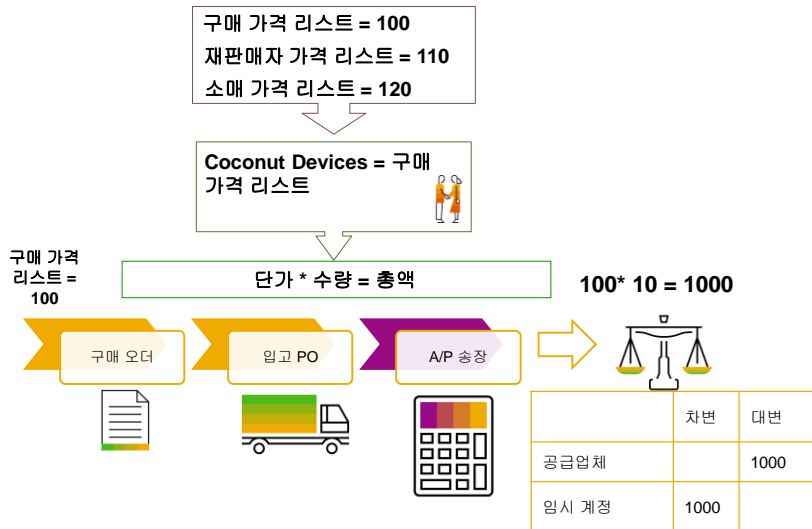 구매 가격 리스트 = 100
재판매자 가격 리스트 = 110
소매 가격 리스트 = 120
Coconut Devices = 구매
가격 리스트
구매 가격
리스트 =
100
단가 * 수량 = 총액
100* 10 = 1000
구매 오더
입고 PO
A/P 송장
차변 대변
공급업체 1000
임시 계정 1000